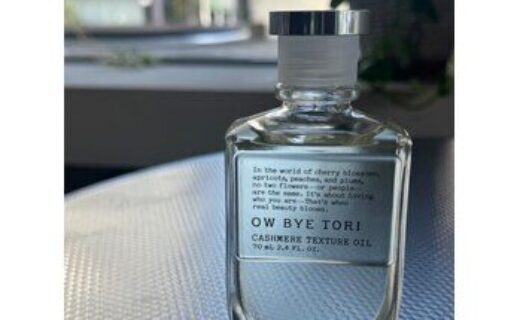 In the world of cherry blossom,
apricots, peaches, and plums,
no two flowers--or people--
are the same. It's about loving
who you are--That's when
real beauty blooms.
OW BYE TORI
CASHMERE TEXTURE OIL
70 mL 2.4 FL. OZ.